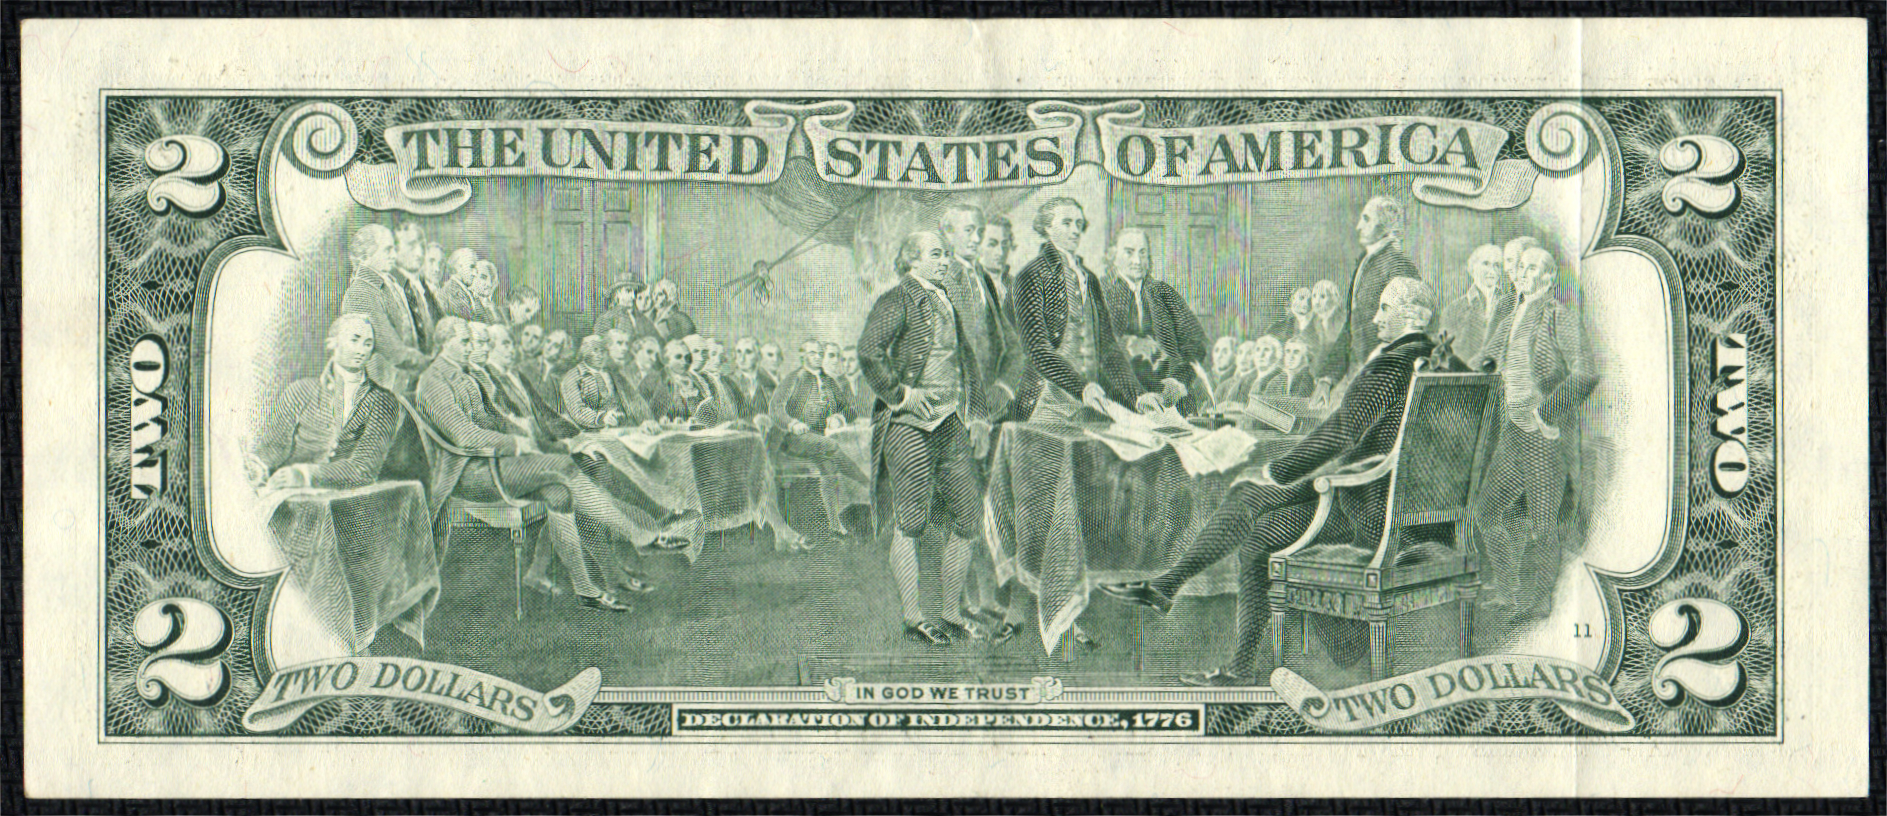 THE UNITED STATES OF AMERICA
2
2
TWO
TWO
2
2
11
TWO DOLLARS
IN GOD WE TRUST
TWO DOLLARS
DECLARATION OF INDEPENDENCE, 1776